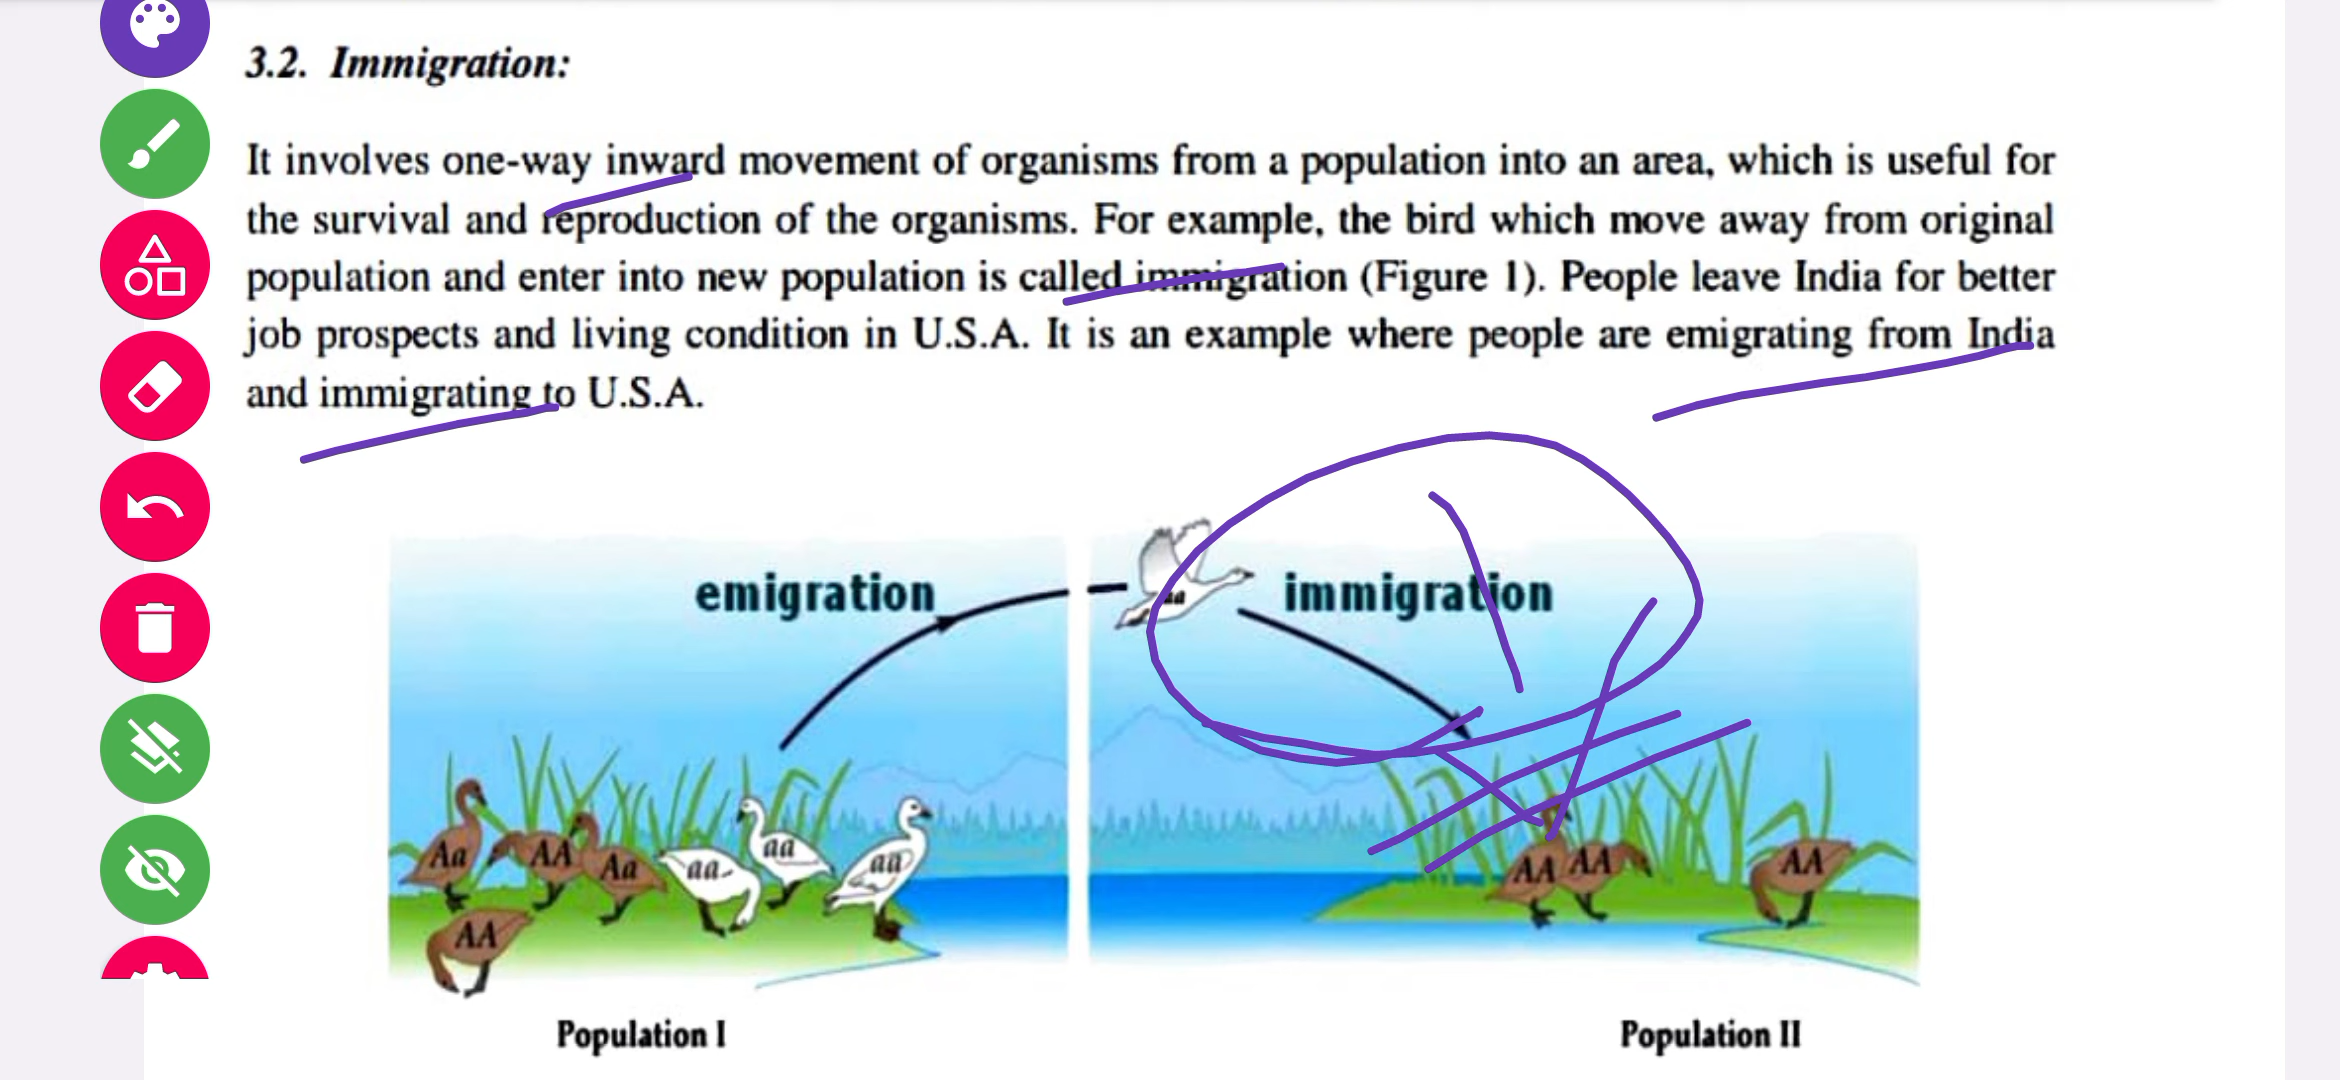 3.2. Immigration:
It involves one-way inward movement of organisms from a population into an area, which is useful for
the survival and reproduction of the organisms. For example, the bird which move away from original
population and enter into new population is called immigration (Figure 1). People leave India for better
job prospects and living condition in U.S.A. It is an example where people are emigrating from India
and immigrating to U.S.A.
emigration
aa
immigration
Aa AA Aa aa aa aa
AA
AA AA AA
Population I
Population II